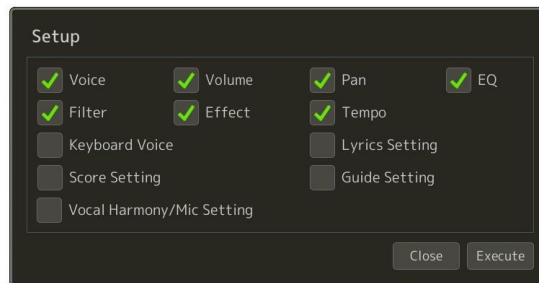 Setup
Voice Volume Pan EQ
Filter Effect Tempo
Keyboard Voice Lyrics Setting
Score Setting Guide Setting
Vocal Harmony/Mic Setting
Close Execute